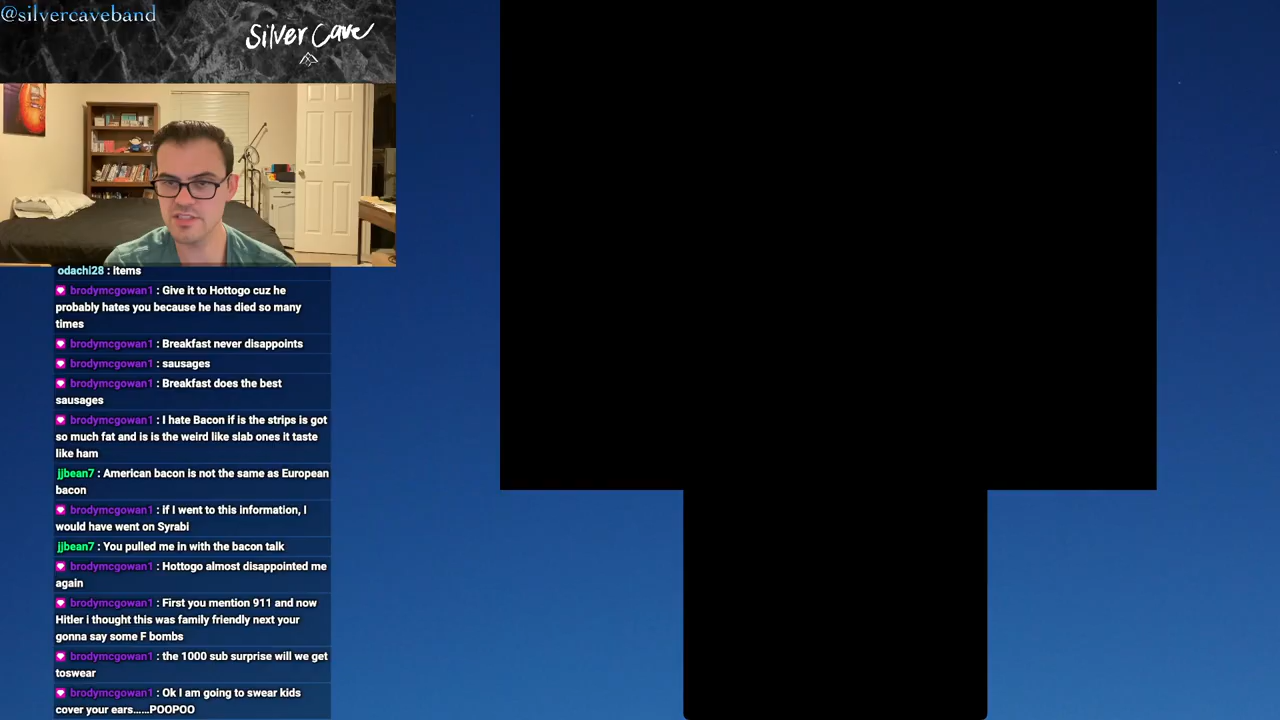 @silvercaveband
Silver Cave
odachi28 : Items
brodymcgowan1 : Give it to Hottogo cuz he
probably hates you because he has died so many
times
brodymcgowan1 : Breakfast never disappoints
brodymcgowan1 : sausages
brodymcgowan1 : Breakfast does the best
sausages
brodymcgowan1 : I hate Bacon if is the strips is got
so much fat and is is the weird like slab ones it taste
like ham
jjbean7 : American bacon is not the same as European
bacon
brodymcgowan1 : if I went to this information, I
would have went on Syrabi
jjbean7 : You pulled me in with the bacon talk
brodymcgowan1 : Hottogo almost disappointed me
again
brodymcgowan1 : First you mention 911 and now
Hitler i thought this was family friendly next your
gonna say some F bombs
brodymcgowan1 : the 1000 sub surprise will we get
toswear
brodymcgowan1 : Ok I am going to swear kids
cover your ears......POOPOO